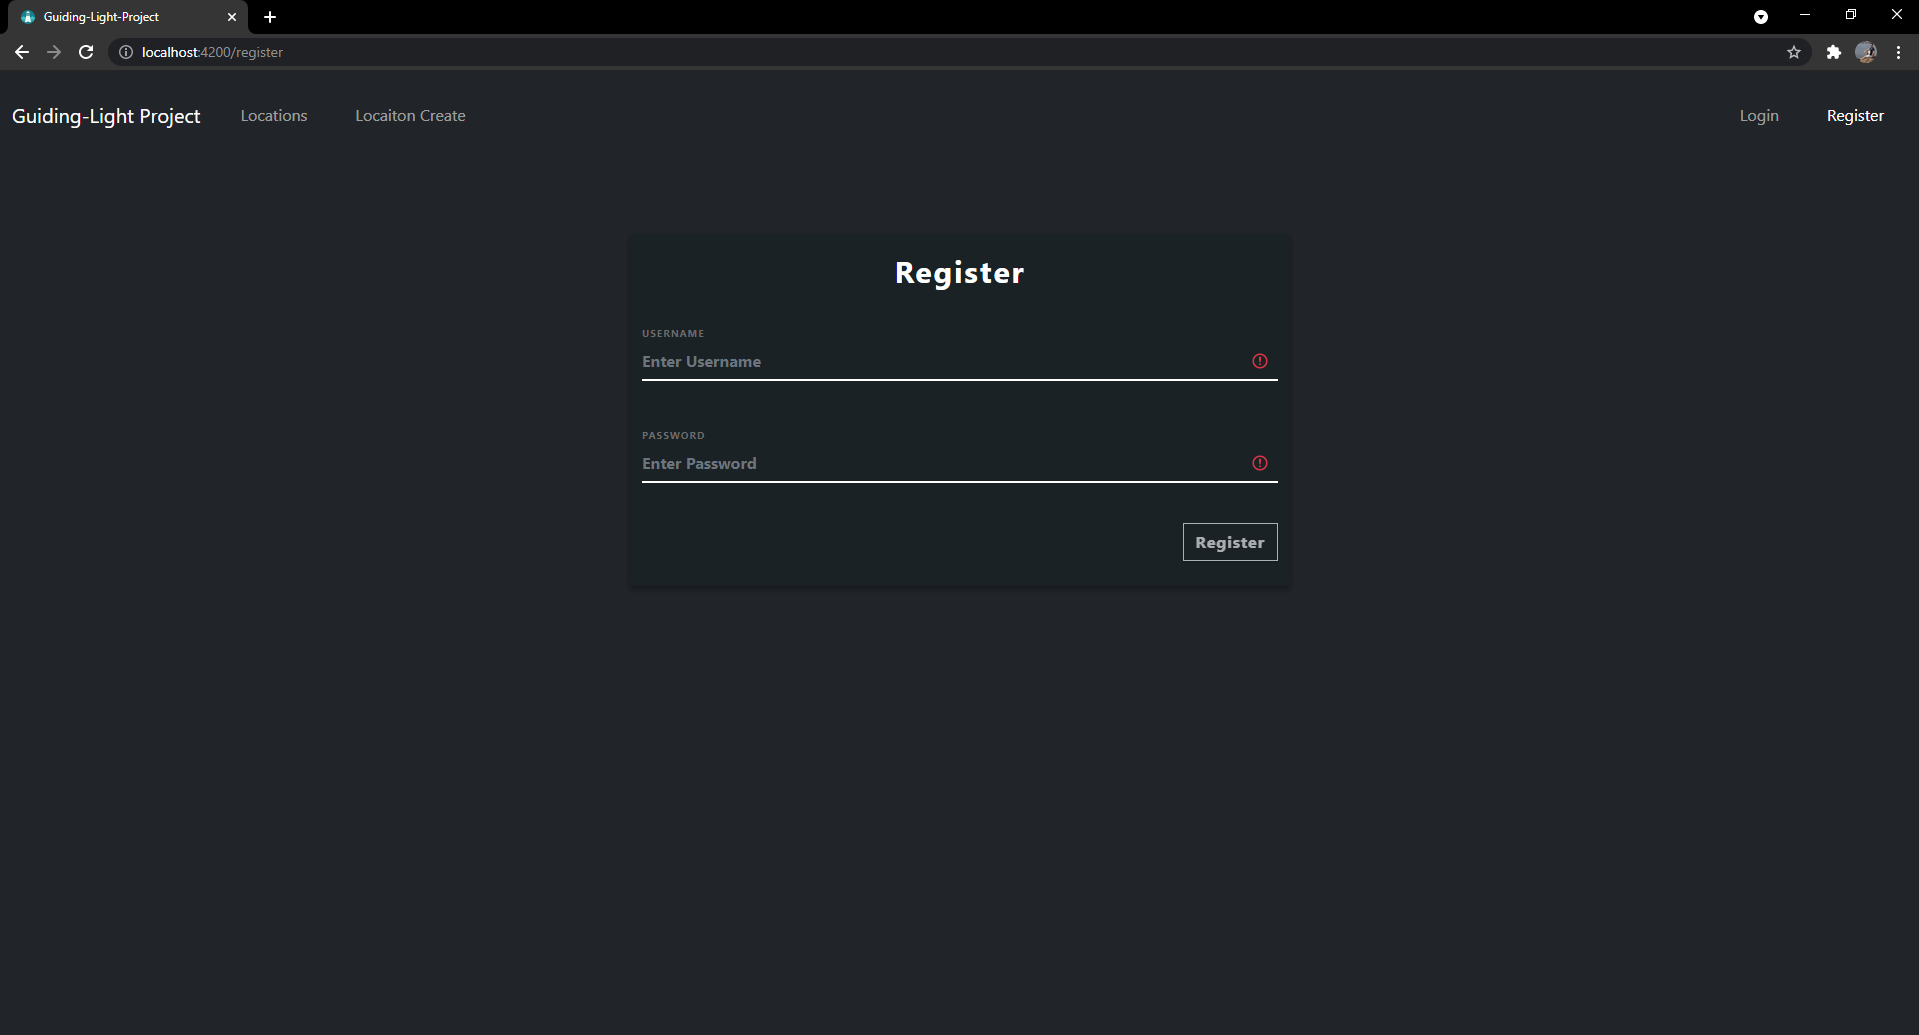 Guiding-Light-Project
localhost:4200/register
Guiding-Light Project Locations Locaiton Create Login Register
Register
USERNAME
Enter Username
PASSWORD
Enter Password
Register